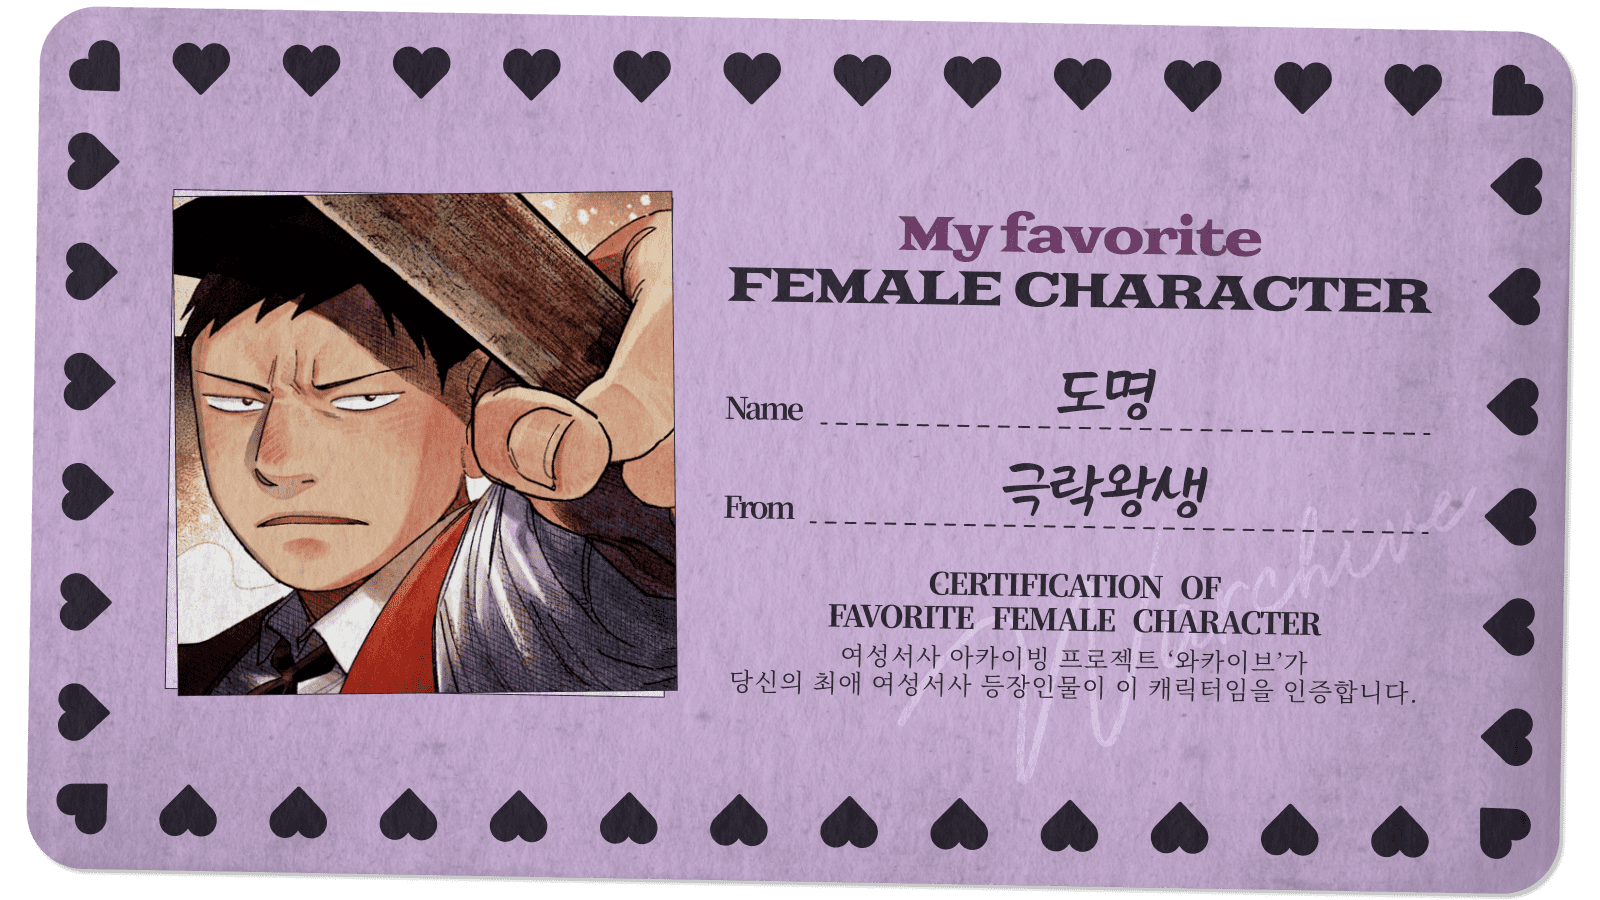 My favorite
FEMALE CHARACTER
Name 도명
From 극락왕생
CERTIFICATION OF
FAVORITE FEMALE CHARACTER
여성서사 아카이빙 프로젝트 ‘와카이브’가
당신의 최애 여성서사 등장인물이 이 캐릭터임을 인증합니다.
W archive